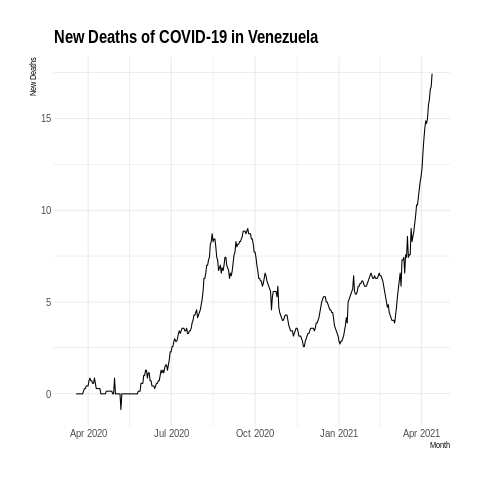 New Deaths of COVID-19 in Venezuela
New Deaths
15
10
5
0
Apr 2020 Jul 2020 Oct 2020 Jan 2021 Apr 2021
Month